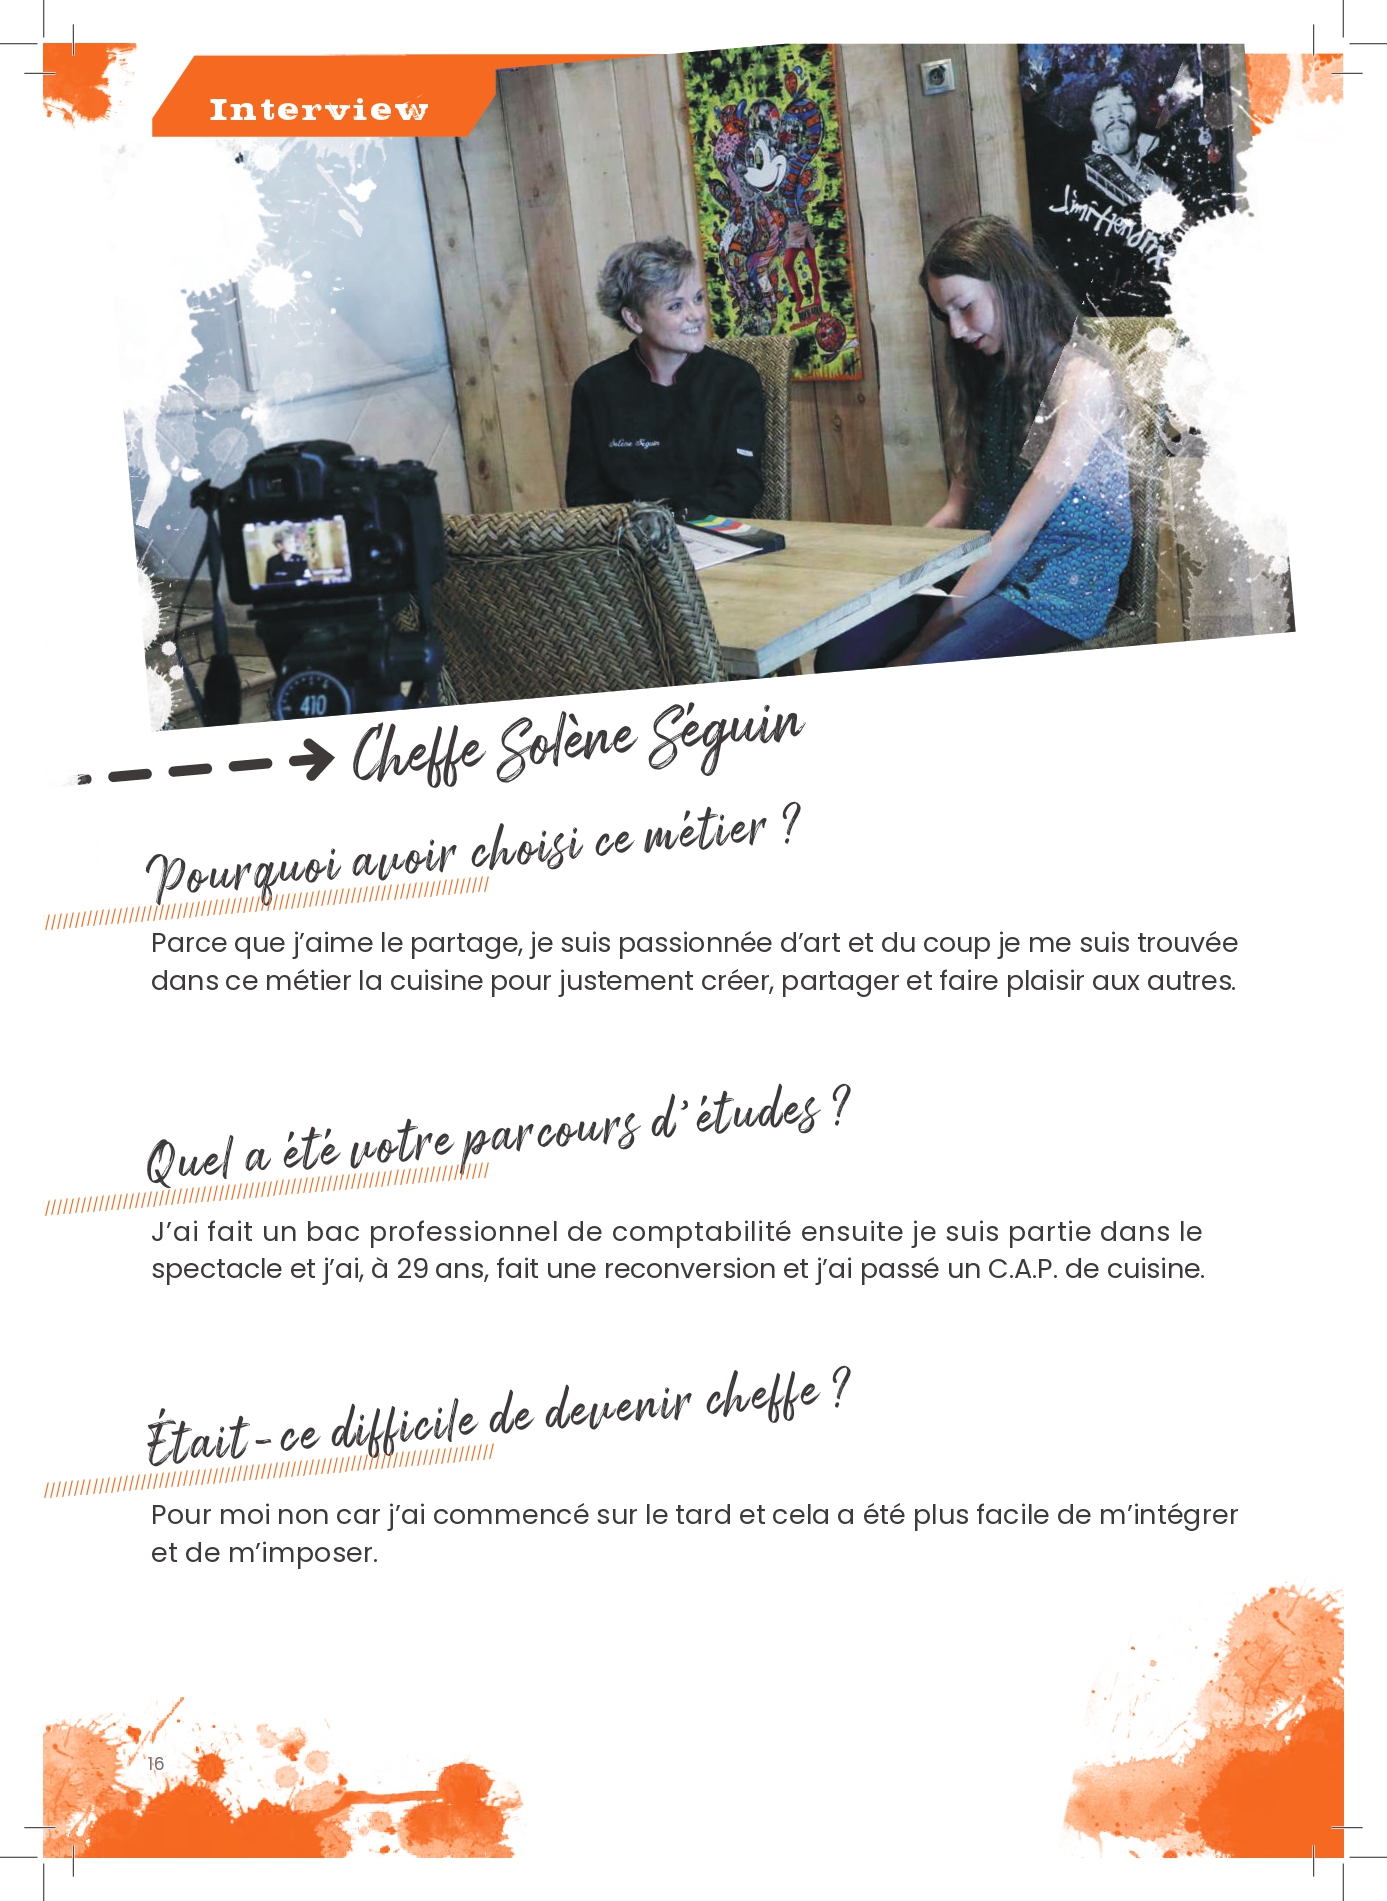 Interview
Jimi Hendrix
Solène Séguin
410
Cheffe Solène Séguin
Pourquoi avoir choisi ce métier ?
Parce que j’aime le partage, je suis passionnée d’art et du coup je me suis trouvée
dans ce métier la cuisine pour justement créer, partager et faire plaisir aux autres.
Quel a été votre parcours d’études ?
J’ai fait un bac professionnel de comptabilité ensuite je suis partie dans le
spectacle et j’ai, à 29 ans, fait une reconversion et j’ai passé un C.A.P. de cuisine.
Était-ce difficile de devenir cheffe ?
Pour moi non car j’ai commencé sur le tard et cela a été plus facile de m’intégrer
et de m’imposer.
16